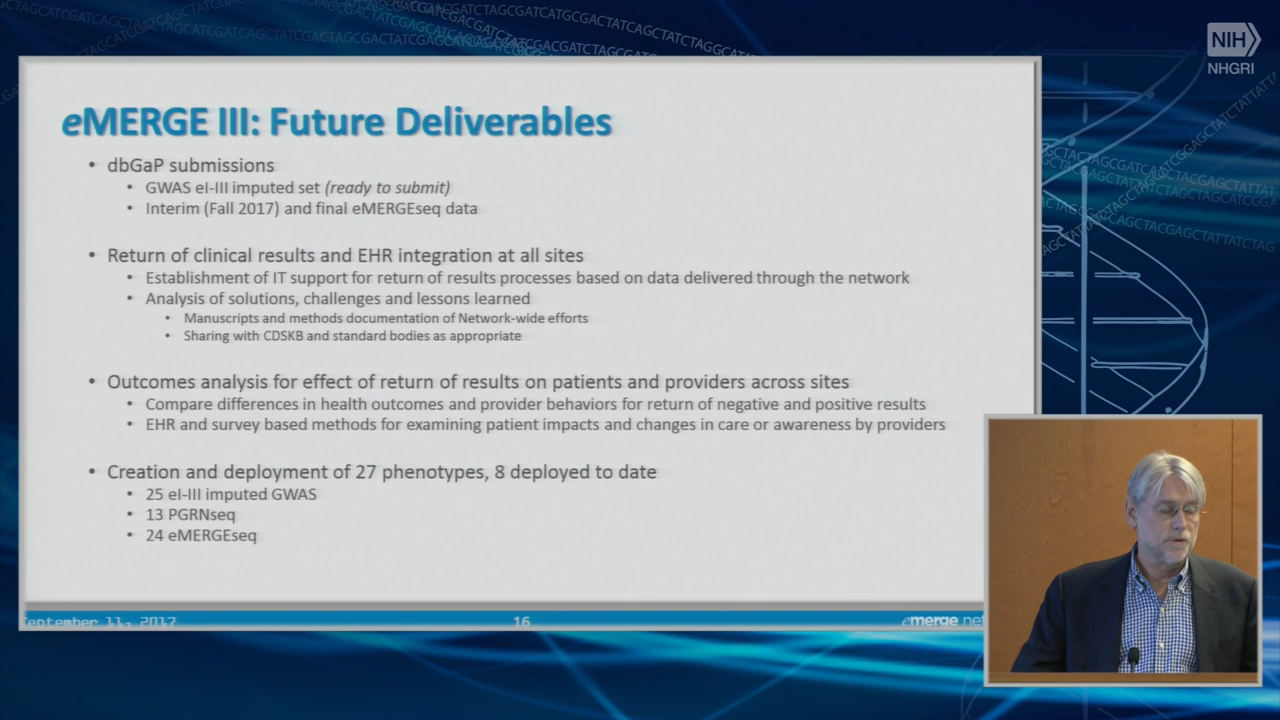 NIH
NHGRI
eMERGE III: Future Deliverables
• dbGaP submissions
• GWAS eI-III imputed set (ready to submit)
• Interim (Fall 2017) and final eMERGEseq data
• Return of clinical results and EHR integration at all sites
• Establishment of IT support for return of results processes based on data delivered through the network
• Analysis of solutions, challenges and lessons learned
• Manuscripts and methods documentation of Network-wide efforts
• Sharing with CDSKB and standard bodies as appropriate
• Outcomes analysis for effect of return of results on patients and providers across sites
• Compare differences in health outcomes and provider behaviors for return of negative and positive results
• EHR and survey based methods for examining patient impacts and changes in care or awareness by providers
• Creation and deployment of 27 phenotypes, 8 deployed to date
• 25 eI-III imputed GWAS
• 13 PGRNseq
• 24 eMERGEseq
eptember 11, 2017 16 emerge net